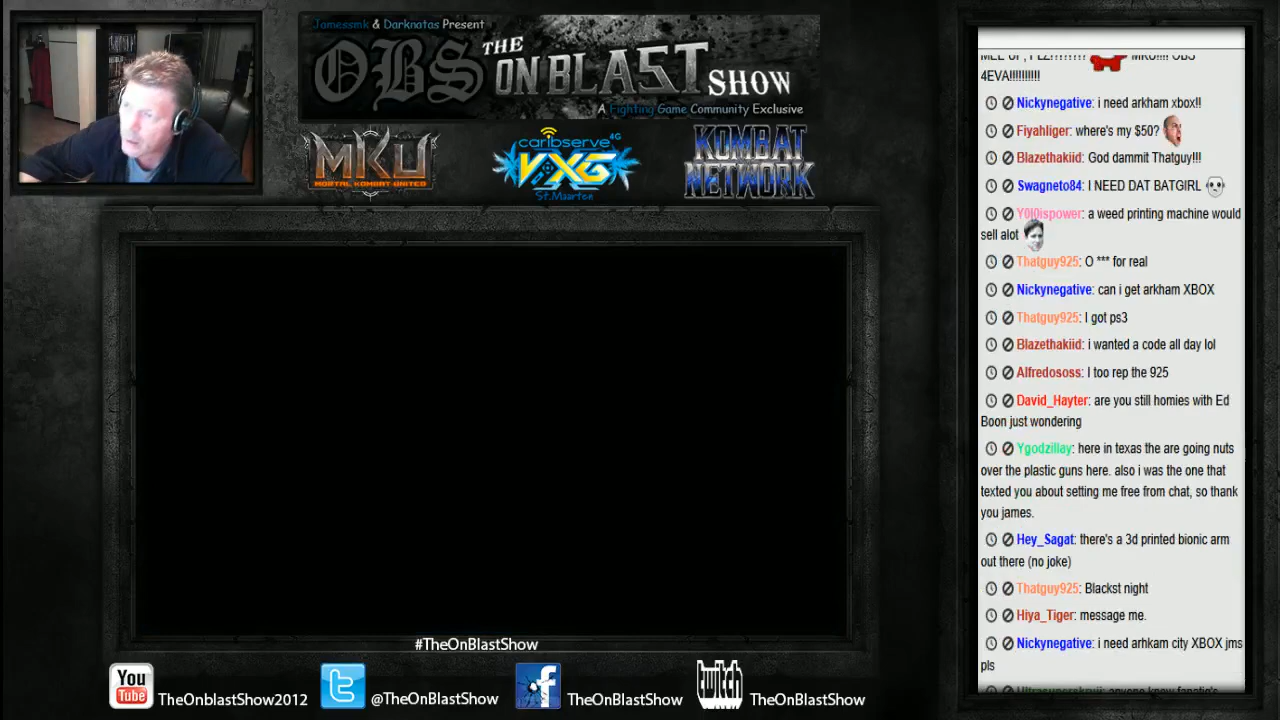 Jamessmk & Darknatas Present
OBS THE ON BLAST SHOW
A Fighting Game Community Exclusive
MKU
MORTAL KOMBAT UNITED
caribserve 4G
VXG
St.Maarten
KOMBAT
NETWORK
#TheOnBlastShow
You Tube TheOnblastShow2012
@TheOnBlastShow
f TheOnBlastShow
twitch TheOnBlastShow
MKU!!!! OBS
4EVA!!!!!!!!!!
Nickynegative: i need arkham xbox!!
Fiyahliger: where's my $50?
Blazethakiid: God dammit Thatguy!!!
Swagneto84: I NEED DAT BATGIRL
Y0l0ispower: a weed printing machine would
sell alot
Thatguy925: O *** for real
Nickynegative: can i get arkham XBOX
Thatguy925: I got ps3
Blazethakiid: i wanted a code all day lol
Alfredososs: I too rep the 925
David_Hayter: are you still homies with Ed
Boon just wondering
Ygodzillay: here in texas the are going nuts
over the plastic guns here. also i was the one that
texted you about setting me free from chat, so thank
you james.
Hey_Sagat: there's a 3d printed bionic arm
out there (no joke)
Thatguy925: Blackst night
Hiya_Tiger: message me.
Nickynegative: i need arhkam city XBOX jms
pls